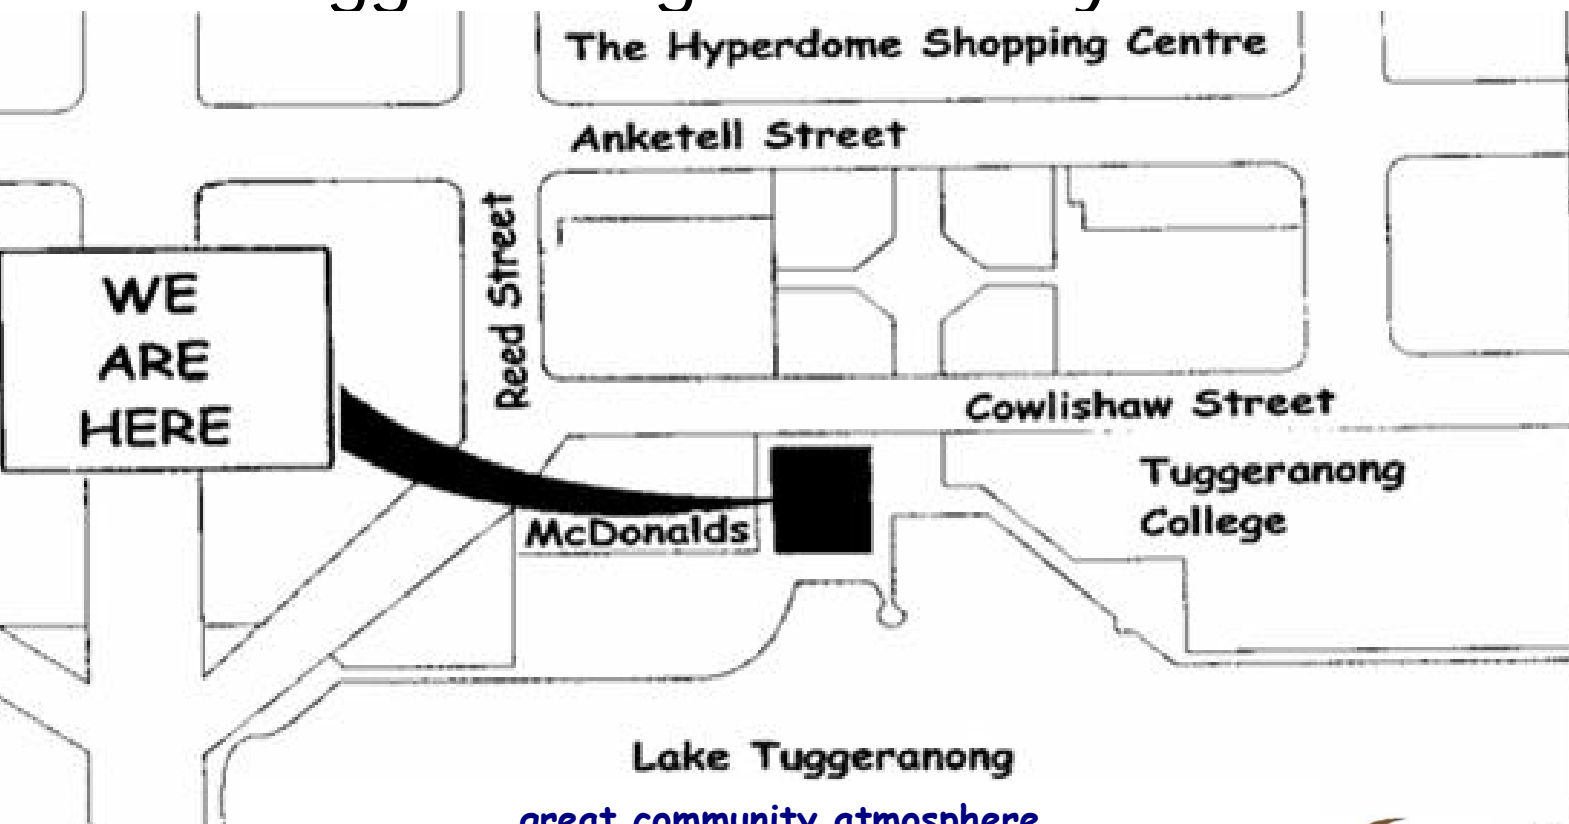 The Hyperdome Shopping Centre
Anketell Street
Reed Street
WE
ARE
HERE
Cowlishaw Street
Tuggeranong
College
McDonalds
Lake Tuggeranong
great community atmosphere